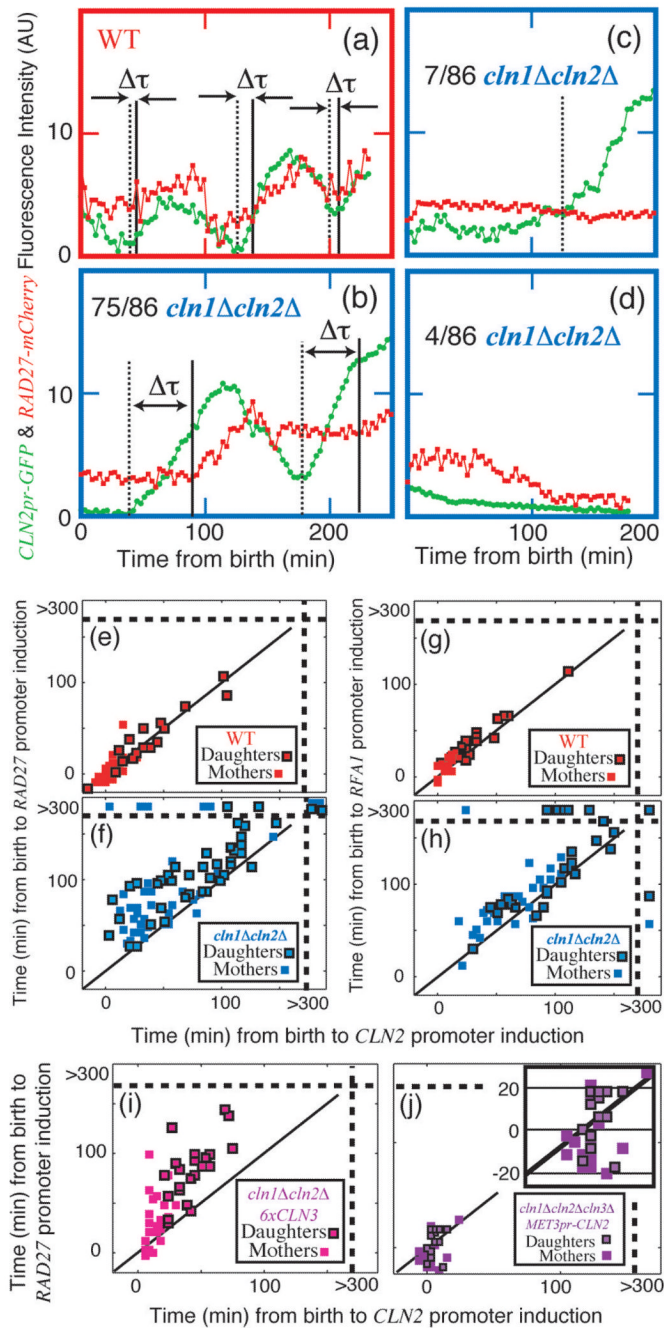 CLN2pr-GFP & RAD27-mCherry Fluorescence Intensity (AU)
WT
(a)
Δτ
Δτ
Δτ
10
0
(c)
7/86 cln1Δcln2Δ
(b)
75/86 cln1Δcln2Δ
Δτ
Δτ
10
0
0
100
200
Time from birth (min)
(d)
4/86 cln1Δcln2Δ
100
200
Time from birth (min)
Time (min) from birth to RAD27 promoter induction
>300
(e)
100
0
WT
Daughters
Mothers
>300
(f)
100
0
cln1Δcln2Δ
Daughters
Mothers
0
100
>300
Time (min) from birth to RFA1 promoter induction
>300
(g)
100
0
WT
Daughters
Mothers
>300
(h)
100
0
cln1Δcln2Δ
Daughters
Mothers
0
100
>300
Time (min) from birth to CLN2 promoter induction
Time (min) from birth to
RAD27 promoter induction
>300
(i)
100
0
cln1Δcln2Δ
6xCLN3
Daughters
Mothers
0
100
>300
(j)
20
0
-20
cln1Δcln2Δcln3Δ
MET3pr-CLN2
Daughters
Mothers
0
100
>300
Time (min) from birth to CLN2 promoter induction